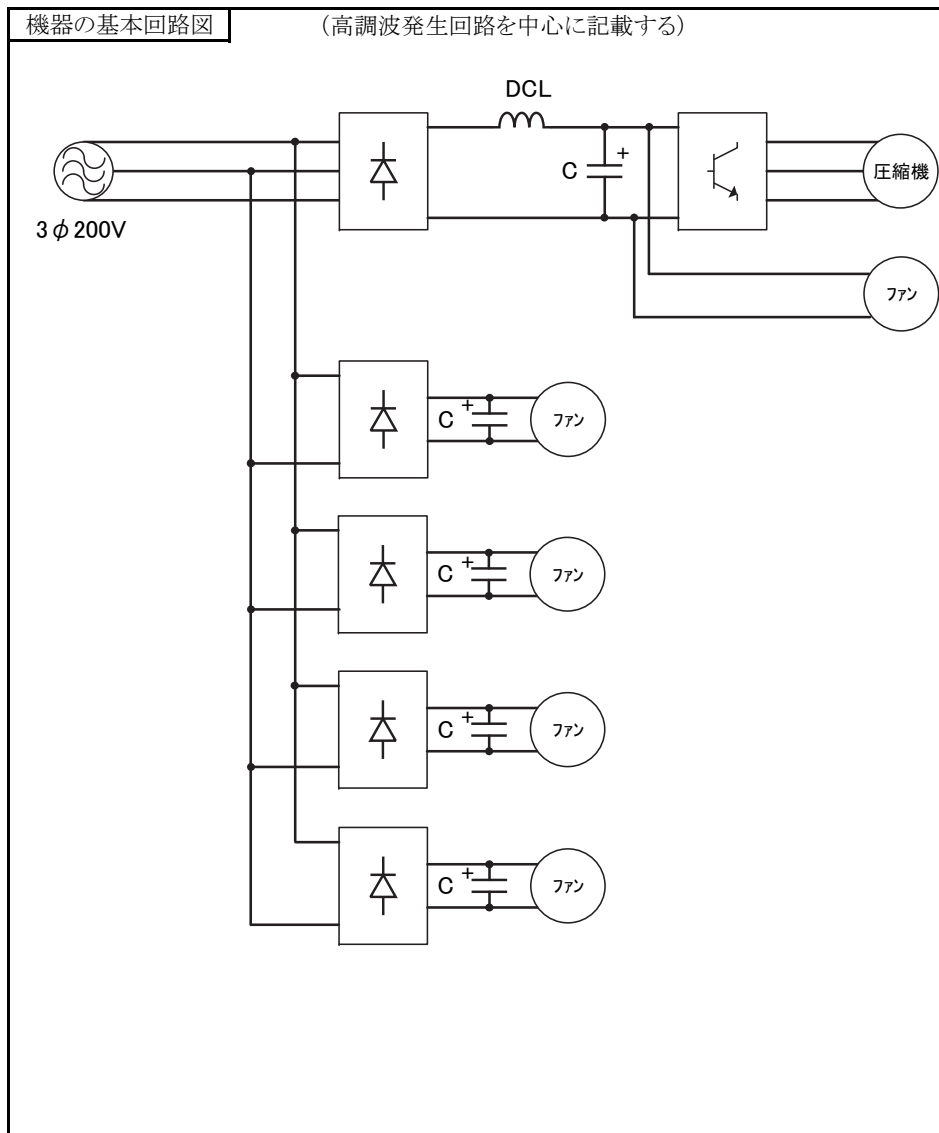 機器の基本回路図 (高調波発生回路を中心に記載する)
DCL
C +
圧縮機
3φ200V
ファン
C + ファン
C + ファン
C + ファン
C + ファン